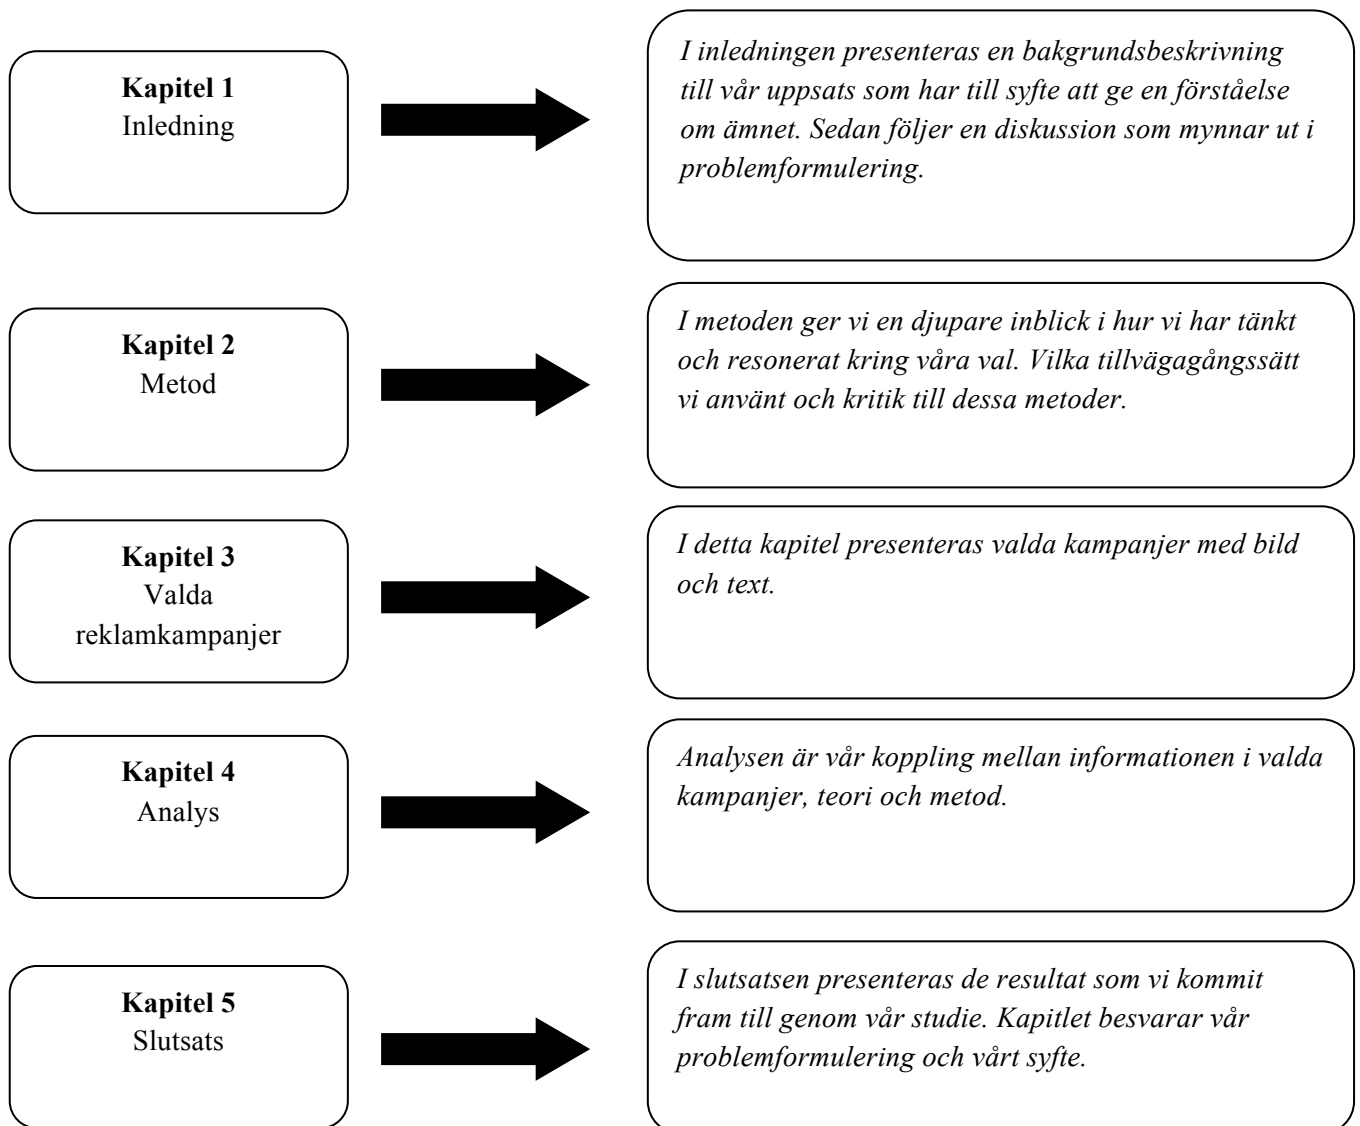 Kapitel 1
Inledning
I inledningen presenteras en bakgrundsbeskrivning
till vår uppsats som har till syfte att ge en förståelse
om ämnet. Sedan följer en diskussion som mynnar ut i
problemformulering.
Kapitel 2
Metod
I metoden ger vi en djupare inblick i hur vi har tänkt
och resonerat kring våra val. Vilka tillvägagångssätt
vi använt och kritik till dessa metoder.
Kapitel 3
Valda
reklamkampanjer
I detta kapitel presenteras valda kampanjer med bild
och text.
Kapitel 4
Analys
Analysen är vår koppling mellan informationen i valda
kampanjer, teori och metod.
Kapitel 5
Slutsats
I slutsatsen presenteras de resultat som vi kommit
fram till genom vår studie. Kapitlet besvarar vår
problemformulering och vårt syfte.